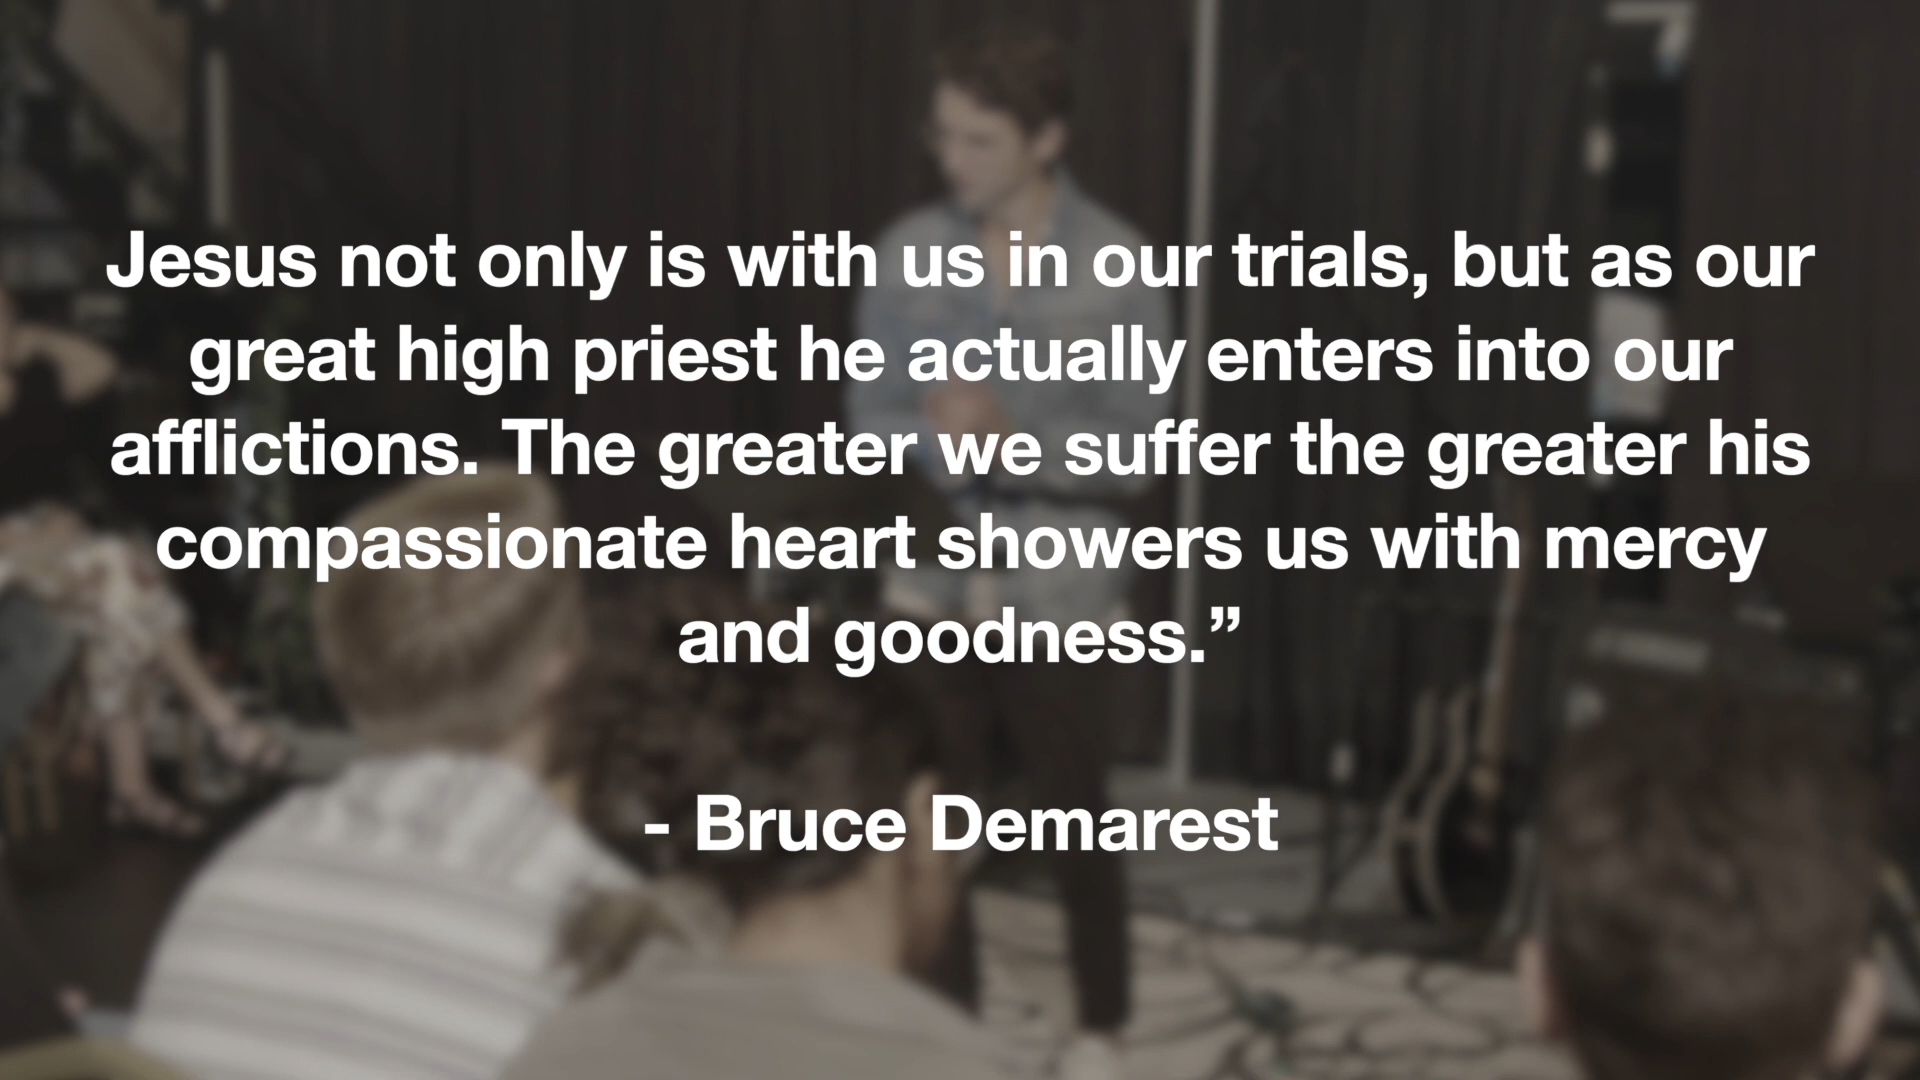 Jesus not only is with us in our trials, but as our
great high priest he actually enters into our
afflictions. The greater we suffer the greater his
compassionate heart showers us with mercy
and goodness.”
- Bruce Demarest